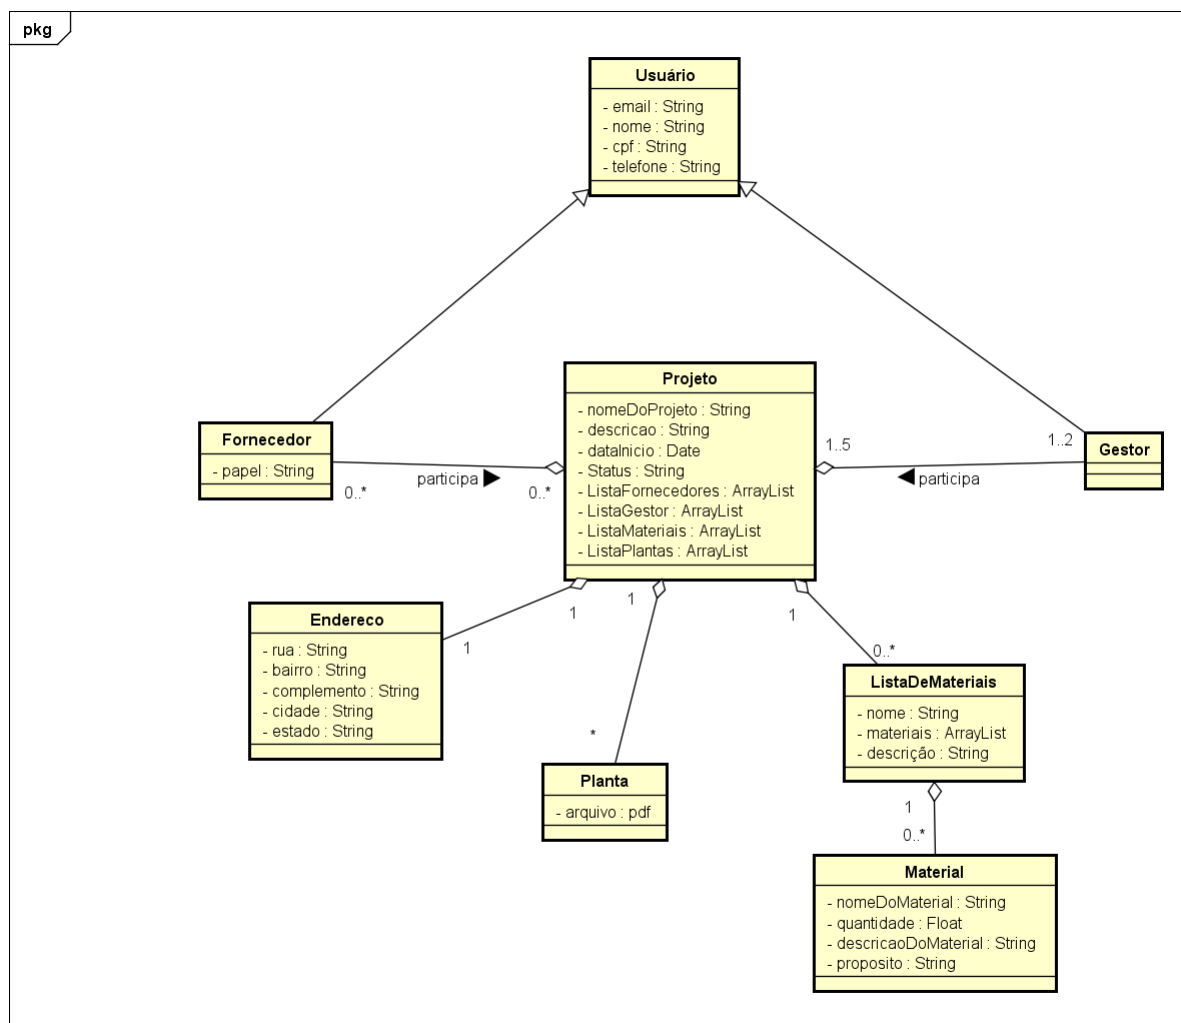 pkg
Usuário
- email : String
- nome : String
- cpf : String
- telefone : String
Projeto
- nomeDoProjeto : String
- descricao : String
- dataInicio : Date
- Status : String
- ListaFornecedores : ArrayList
- ListaGestor : ArrayList
- ListaMateriais : ArrayList
- ListaPlantas : ArrayList
Fornecedor
- papel : String
0..*
participa
0..*
1..5
participa
1..2
Gestor
1
1
1
1
Endereco
- rua : String
- bairro : String
- complemento : String
- cidade : String
- estado : String
*
Planta
- arquivo : pdf
0..*
ListaDeMateriais
- nome : String
- materiais : ArrayList
- descrição : String
1
0..*
Material
- nomeDoMaterial : String
- quantidade : Float
- descricaoDoMaterial : String
- proposito : String